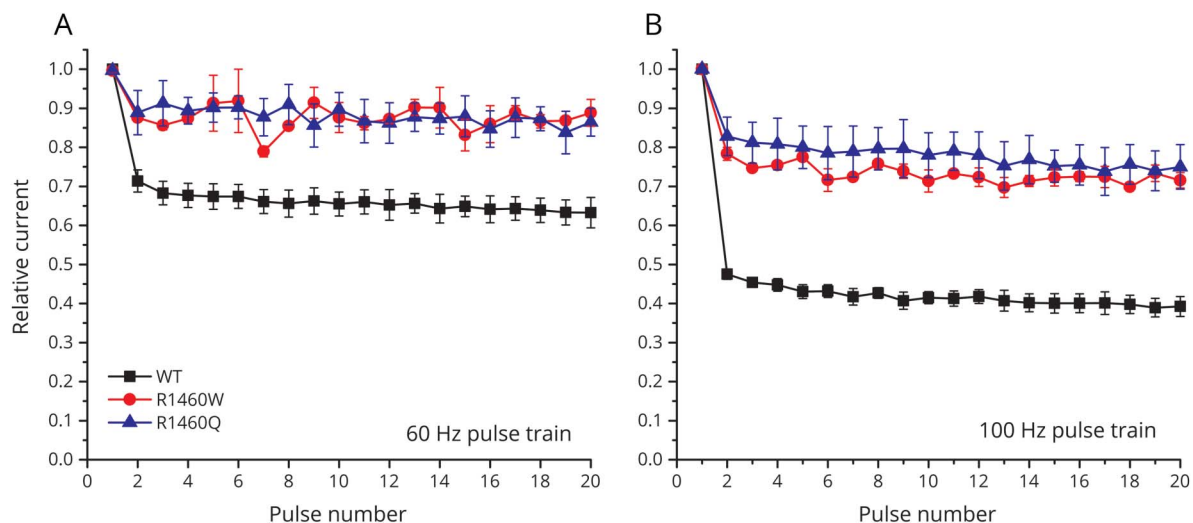 A
B
Relative current
1.0
0.9
0.8
0.7
0.6
0.5
0.4
0.3
0.2
0.1
0.0
WT
R1460W
R1460Q
60 Hz pulse train
0 2 4 6 8 10 12 14 16 18 20
Pulse number
1.0
0.9
0.8
0.7
0.6
0.5
0.4
0.3
0.2
0.1
0.0
100 Hz pulse train
0 2 4 6 8 10 12 14 16 18 20
Pulse number